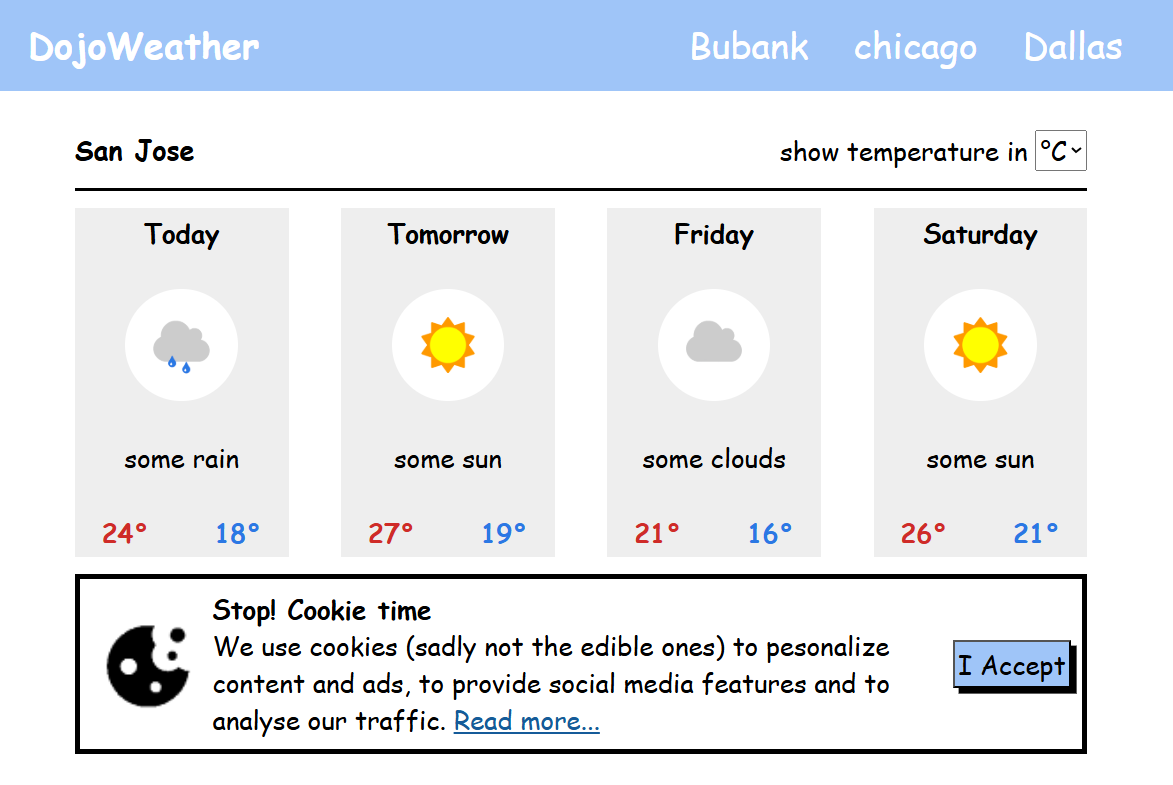 DojoWeather Bubank chicago Dallas
San Jose show temperature in °C
Today Tomorrow Friday Saturday
some rain some sun some clouds some sun
24° 18° 27° 19° 21° 16° 26° 21°
Stop! Cookie time
We use cookies (sadly not the edible ones) to pesonalize
content and ads, to provide social media features and to
analyse our traffic. Read more...
I Accept